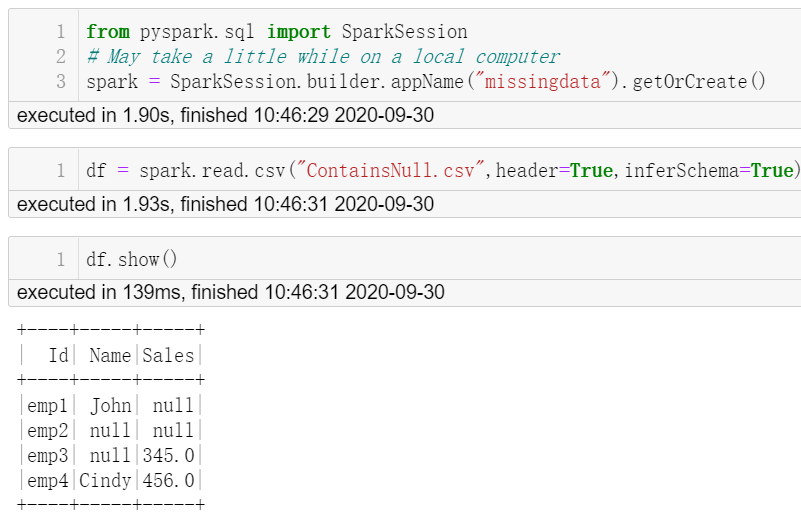 1 from pyspark.sql import SparkSession
2 # May take a little while on a local computer
3 spark = SparkSession.builder.appName("missingdata").getOrCreate()
executed in 1.90s, finished 10:46:29 2020-09-30
1 df = spark.read.csv("ContainsNull.csv",header=True,inferSchema=True)
executed in 1.93s, finished 10:46:31 2020-09-30
1 df.show()
executed in 139ms, finished 10:46:31 2020-09-30
+----+-----+-----+
|  Id| Name|Sales|
+----+-----+-----+
|emp1| John| null|
|emp2| null| null|
|emp3| null|345.0|
|emp4|Cindy|456.0|
+----+-----+-----+